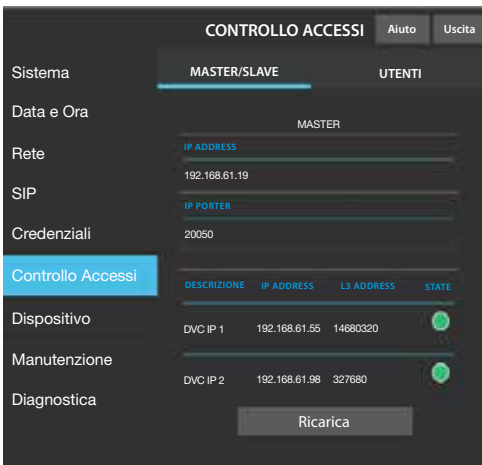 CONTROLLO ACCESSI Aiuto Uscita
Sistema
Data e Ora
Rete
SIP
Credenziali
Controllo Accessi
Dispositivo
Manutenzione
Diagnostica
MASTER/SLAVE UTENTI
MASTER
IP ADDRESS
192.168.61.19
IP PORTER
20050
DESCRIZIONE IP ADDRESS L3 ADDRESS STATE
DVC IP 1 192.168.61.55 14680320
DVC IP 2 192.168.61.98 327680
Ricarica